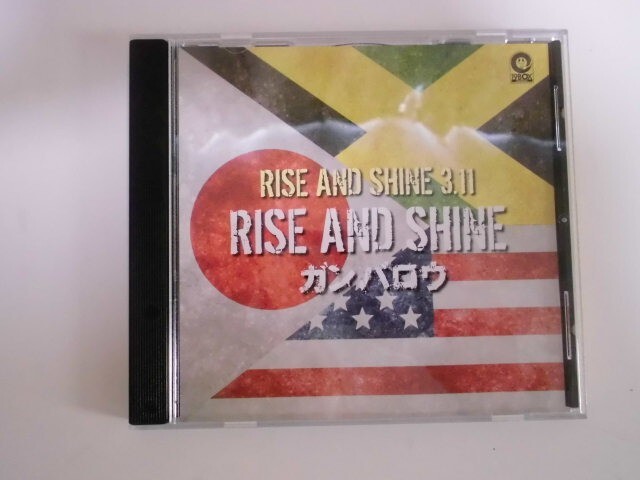 RISE AND SHINE 3.11
RISE AND SHINE
ガンバロウ